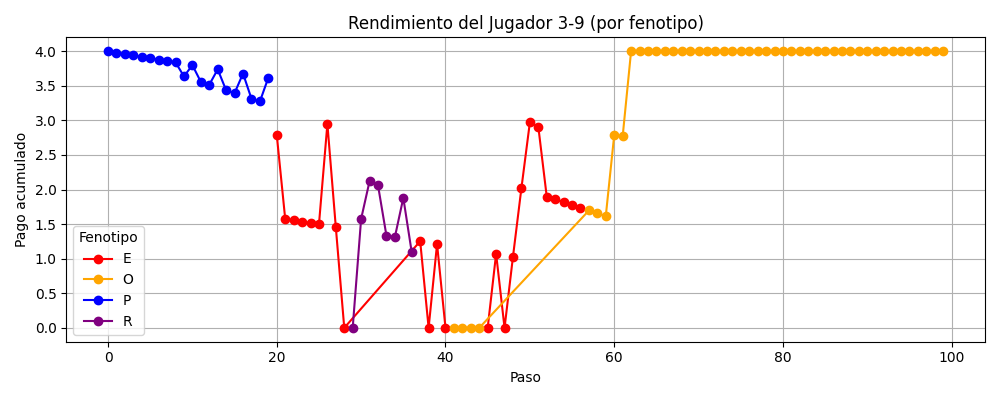 Rendimiento del Jugador 3-9 (por fenotipo)
Pago acumulado
4.0
3.5
3.0
2.5
2.0
1.5
1.0
0.5
0.0
Fenotipo
E
O
P
R
0 20 40 60 80 100
Paso